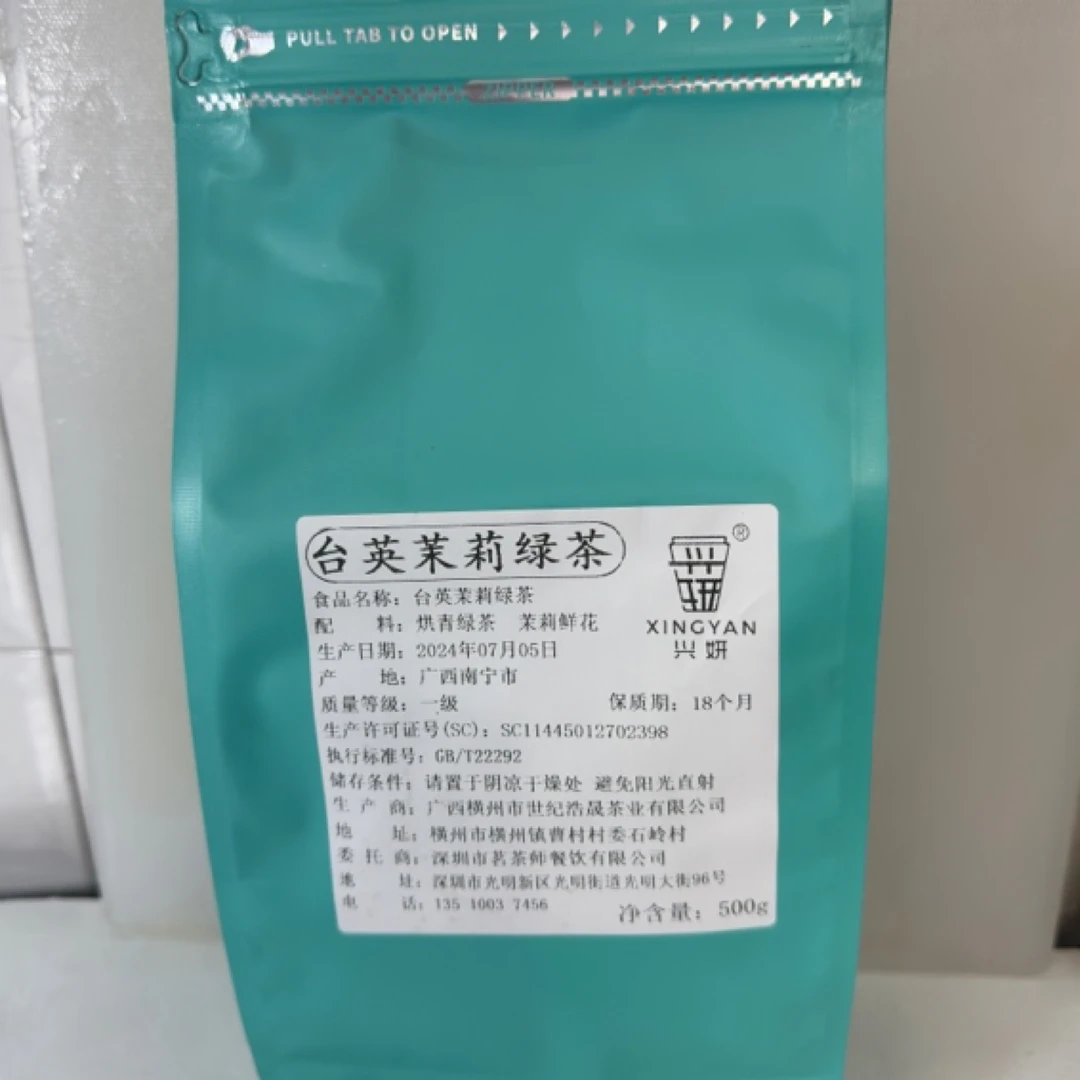 PULL TAB TO OPEN
ZIPPER
台英茉莉绿茶
®
XINGYAN
兴妍
食品名称：台英茉莉绿茶
配 料：烘青绿茶 茉莉鲜花
生产日期：2024年07月05日
产 地：广西南宁市
质量等级：一级 保质期：18个月
生产许可证号(SC)：SC11445012702398
执行标准号：GB/T22292
储存条件：请置于阴凉干燥处 避免阳光直射
生 产 商：广西横州市世纪浩晟茶业有限公司
地 址：横州市横州镇曹村村委石岭村
委 托 商：深圳市茗茶师餐饮有限公司
地 址：深圳市光明新区光明街道光明大街96号
电 话：135 1003 7456
净含量：500g